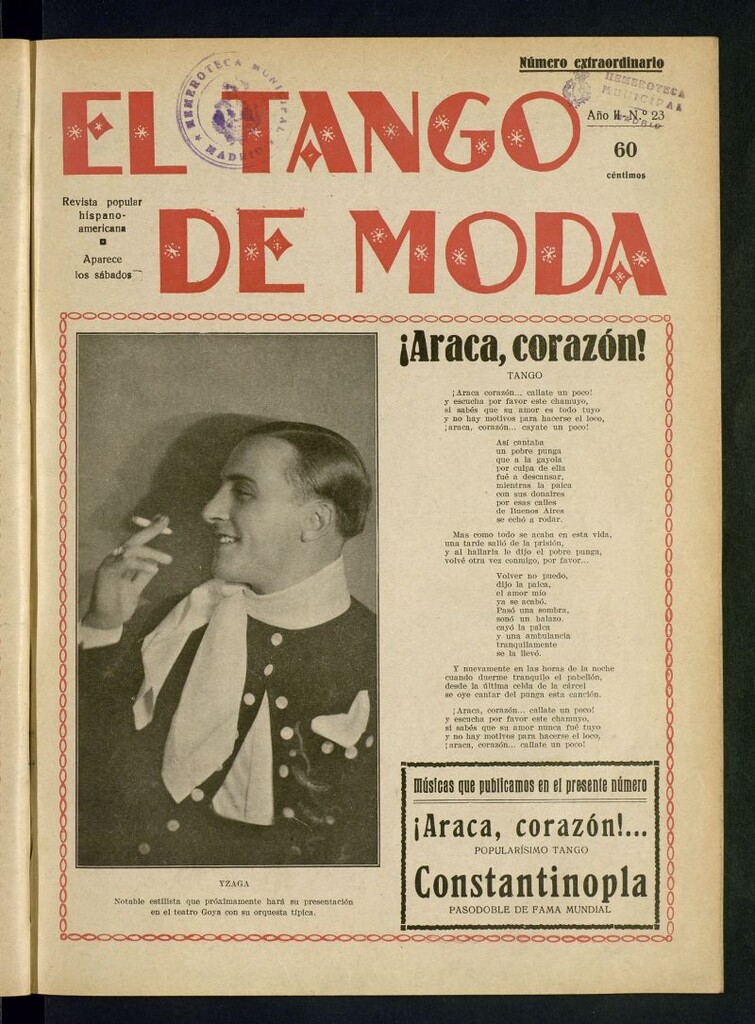 Número extraordinario
HEMEROTECA MUNICIPAL
MADRID
HEMEROTECA
MUNICIPAL
MADRID
EL TANGO
DE MODA
Año II - N.º 23
60
céntimos
Revista popular
hispano-
americana
Aparece
los sábados
¡Araca, corazón!
TANGO
¡Araca corazón... callate un poco!
y escucha por favor este chamuyo,
si sabés que su amor es todo tuyo
y no hay motivos para hacerse el loco,
¡araca, corazón... cayate un poco!
Así cantaba
un pobre punga
que a la gayola
por culpa de ella
fué a descansar,
mientras la paica
con sus donaires
por esas calles
de Buenos Aires
se echó a rodar.
Mas como todo se acaba en esta vida,
una tarde salió de la prisión,
y al hallarla le dijo el pobre punga,
volvé otra vez conmigo, por favor...
Volver no puedo,
dijo la paica,
el amor mío
ya se acabó.
Pasó una sombra,
sonó un balazo,
cayó la paica
y una ambulancia
tranquilamente
se la llevó.
Y nuevamente en las horas de la noche
cuando duerme tranquilo el pabellón,
desde la última celda de la cárcel
se oye cantar del punga esta canción.
¡Araca, corazón... callate un poco!
y escucha por favor este chamuyo,
si sabés que su amor nunca fué tuyo
y no hay motivos para hacerse el loco,
¡araca, corazón... callate un poco!
YZAGA
Notable estilista que próximamente hará su presentación
en el teatro Goya con su orquesta típica.
Músicas que publicamos en el presente número
¡Araca, corazón!...
POPULARÍSIMO TANGO
Constantinopla
PASODOBLE DE FAMA MUNDIAL